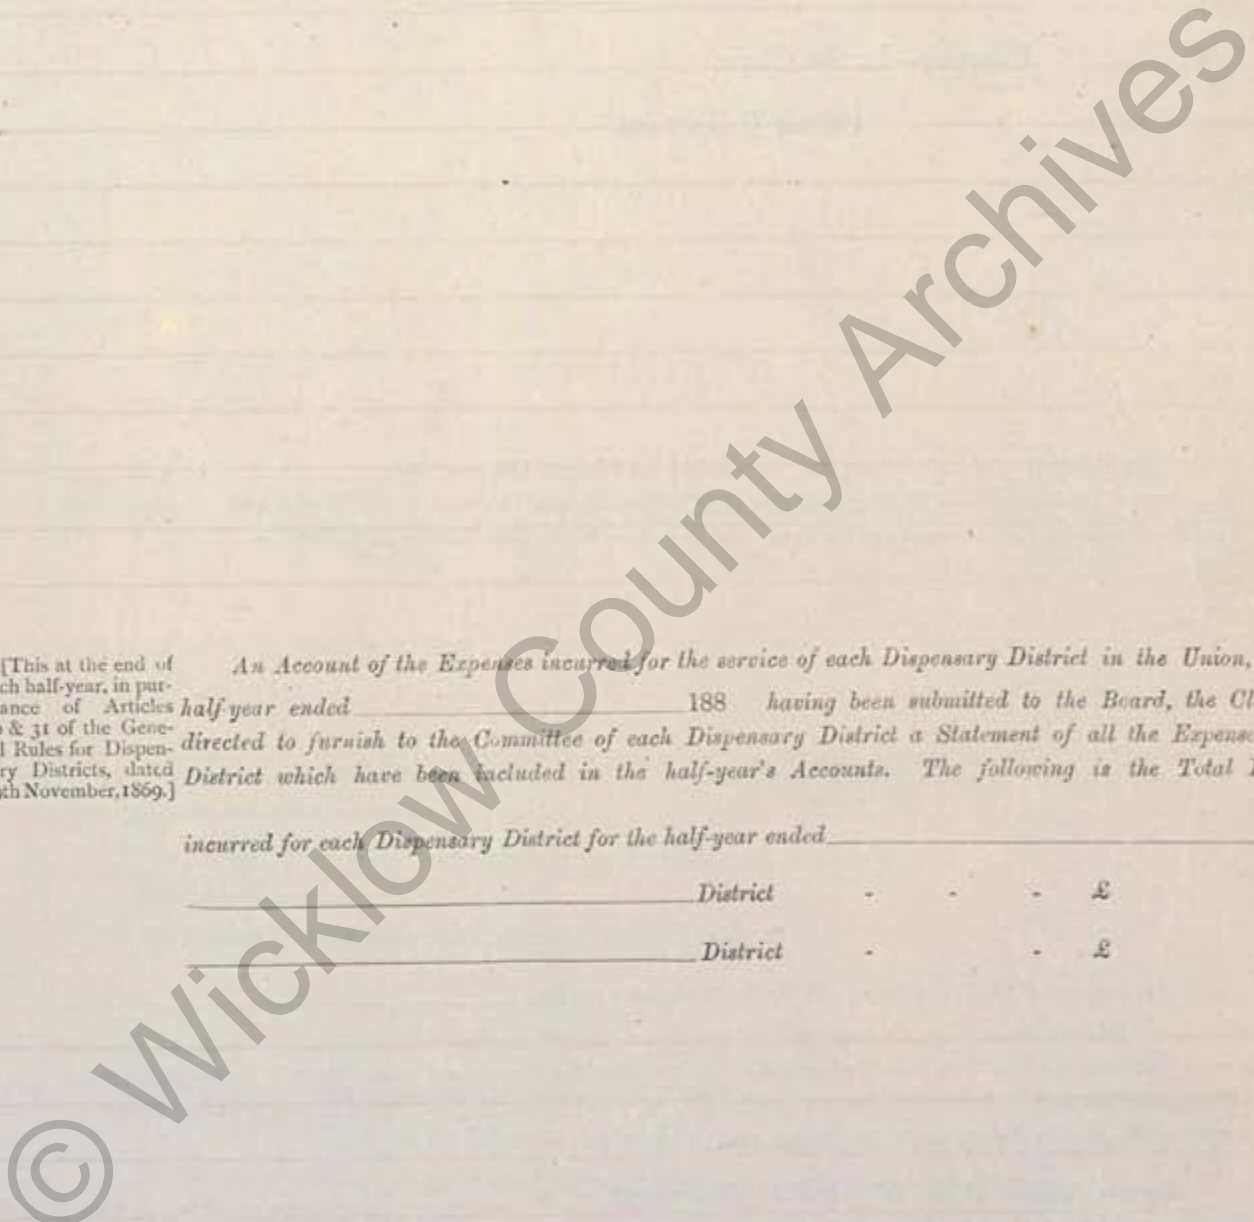 [This at the end of
ch half-year, in pur-
ance of Articles
& 31 of the Gene-
l Rules for Dispen-
ry Districts, dated
th November, 1869.]
An Account of the Expenses incurred for the service of each Dispensary District in the Union,
half-year ended 188 having been submitted to the Board, the Cl
directed to furnish to the Committee of each Dispensary District a Statement of all the Expense
District which have been included in the half-year's Accounts. The following is the Total
incurred for each Dispensary District for the half-year ended
District - - - £
District - - £
© Wicklow County Archives